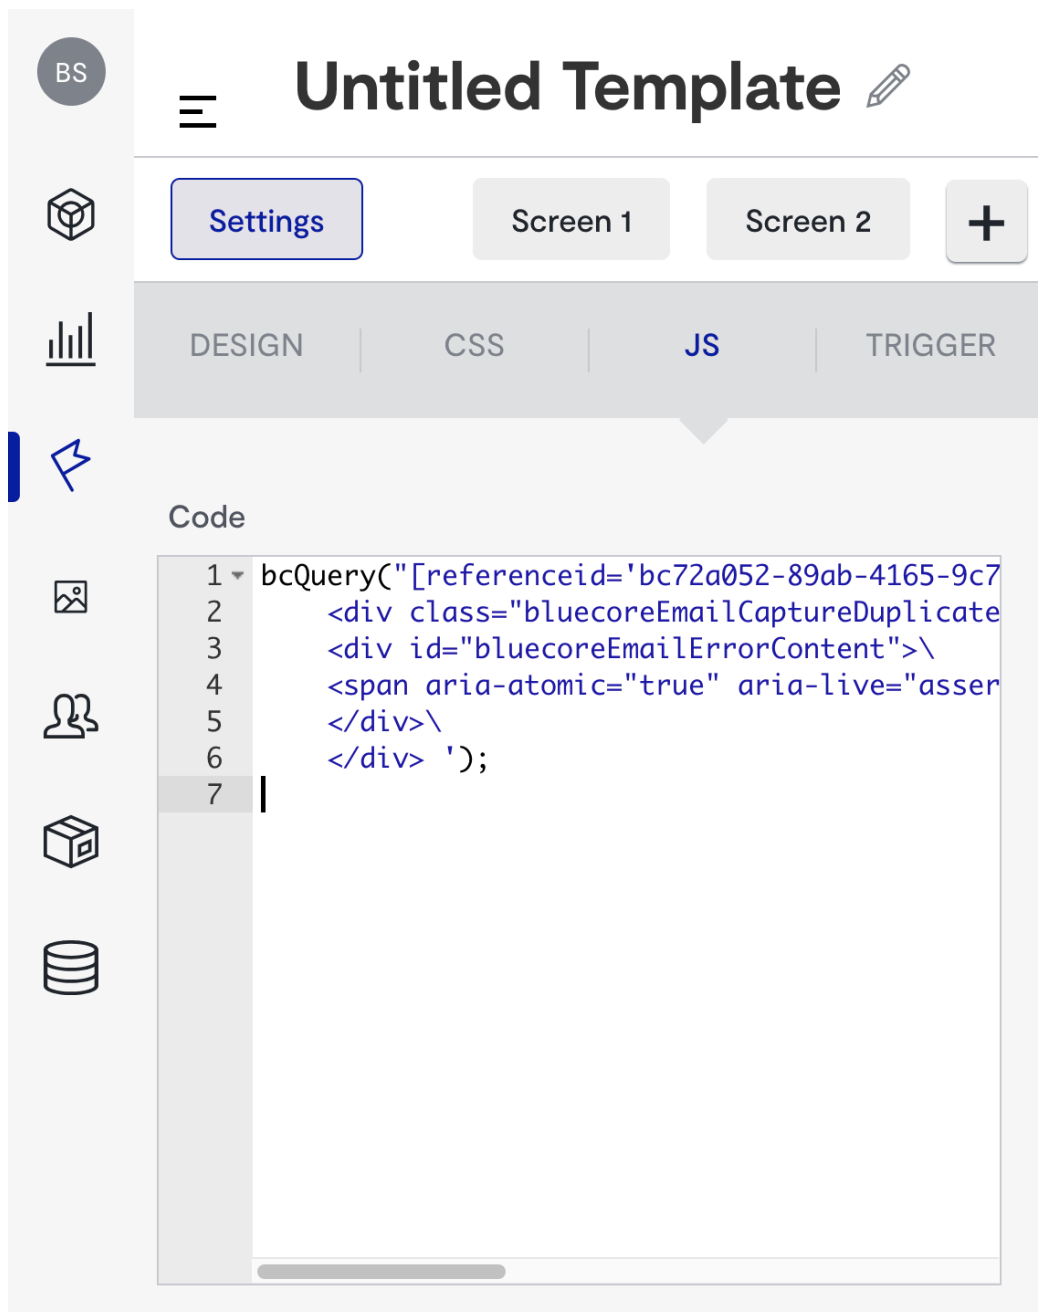 BS
Untitled Template
Settings
Screen 1
Screen 2
+
DESIGN
CSS
JS
TRIGGER
Code
1 bcQuery("[referenceid='bc72a052-89ab-4165-9c7
2 <div class="bluecoreEmailCaptureDuplicate
3 <div id="bluecoreEmailErrorContent">\
4 <span aria-atomic="true" aria-live="asser
5 </div>\
6 </div> ');
7